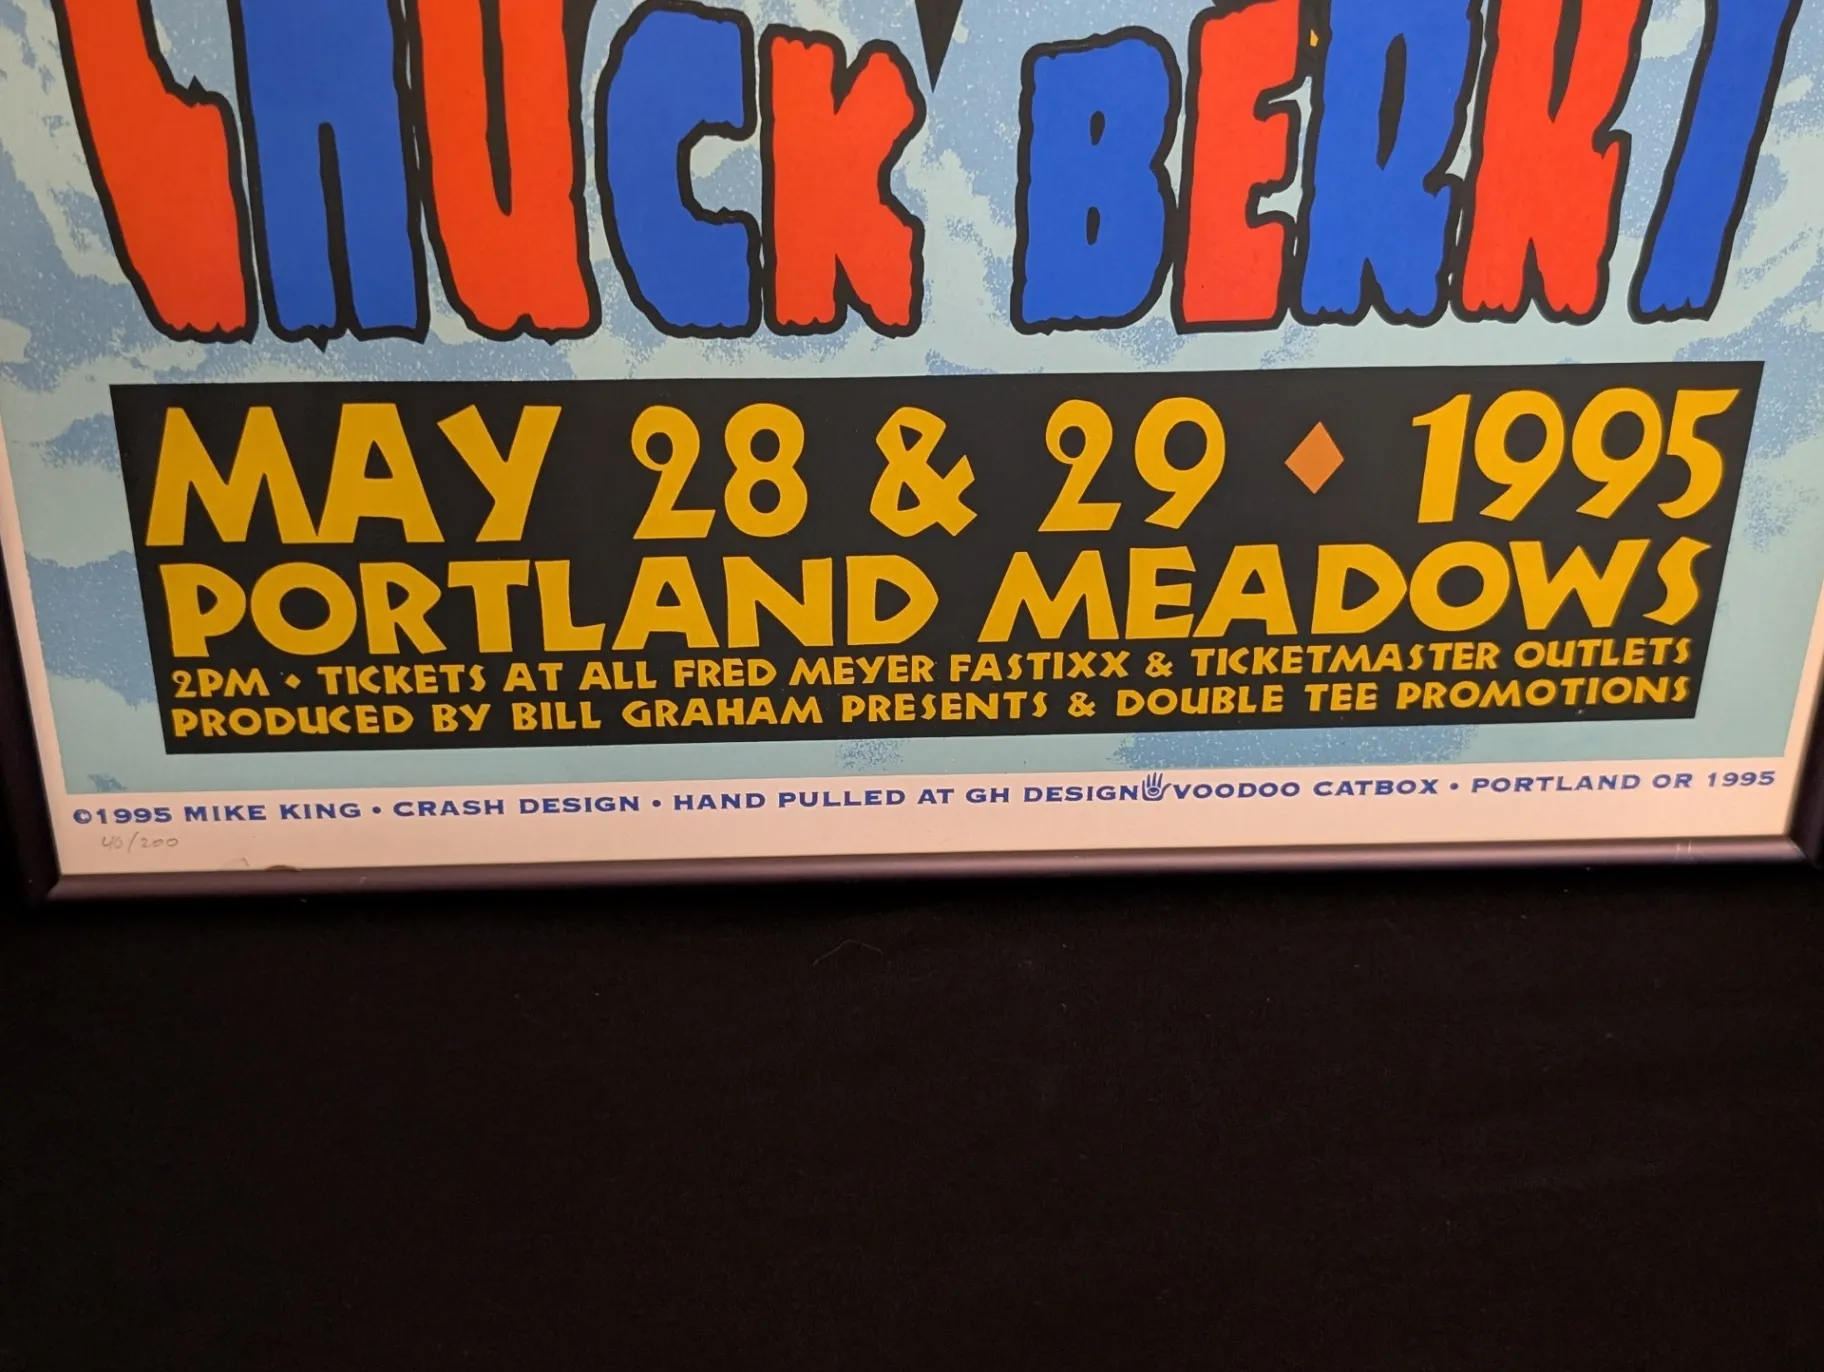 CHUCK BERRY
MAY 28 & 29 ♦ 1995
PORTLAND MEADOWS
2PM • TICKETS AT ALL FRED MEYER FASTIXX & TICKETMASTER OUTLETS
PRODUCED BY BILL GRAHAM PRESENTS & DOUBLE TEE PROMOTIONS
©1995 MIKE KING • CRASH DESIGN • HAND PULLED AT GH DESIGN VOODOO CATBOX • PORTLAND OR 1995
40/200